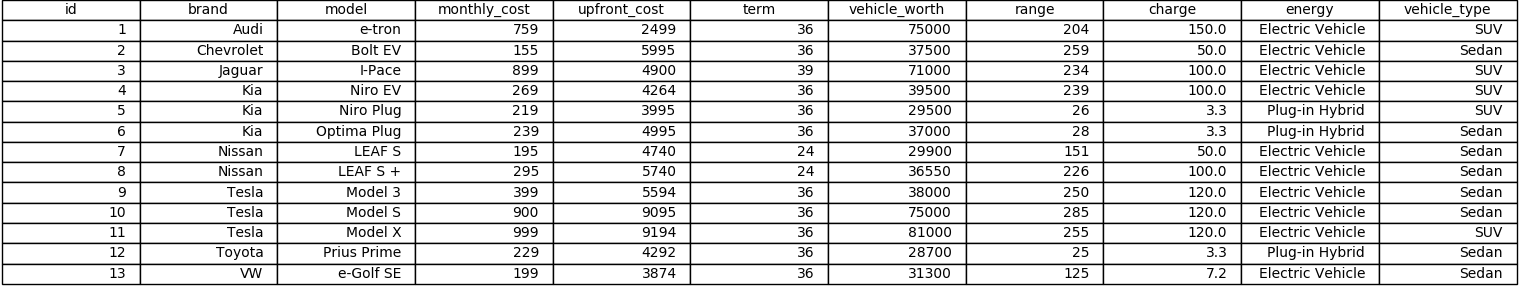 id brand model monthly_cost upfront_cost term vehicle_worth range charge energy vehicle_type
1 Audi e-tron 759 2499 36 75000 204 150.0 Electric Vehicle SUV
2 Chevrolet Bolt EV 155 5995 36 37500 259 50.0 Electric Vehicle Sedan
3 Jaguar I-Pace 899 4900 39 71000 234 100.0 Electric Vehicle SUV
4 Kia Niro EV 269 4264 36 39500 239 100.0 Electric Vehicle SUV
5 Kia Niro Plug 219 3995 36 29500 26 3.3 Plug-in Hybrid SUV
6 Kia Optima Plug 239 4995 36 37000 28 3.3 Plug-in Hybrid Sedan
7 Nissan LEAF S 195 4740 24 29900 151 50.0 Electric Vehicle Sedan
8 Nissan LEAF S + 295 5740 24 36550 226 100.0 Electric Vehicle Sedan
9 Tesla Model 3 399 5594 36 38000 250 120.0 Electric Vehicle Sedan
10 Tesla Model S 900 9095 36 75000 285 120.0 Electric Vehicle Sedan
11 Tesla Model X 999 9194 36 81000 255 120.0 Electric Vehicle SUV
12 Toyota Prius Prime 229 4292 36 28700 25 3.3 Plug-in Hybrid Sedan
13 VW e-Golf SE 199 3874 36 31300 125 7.2 Electric Vehicle Sedan